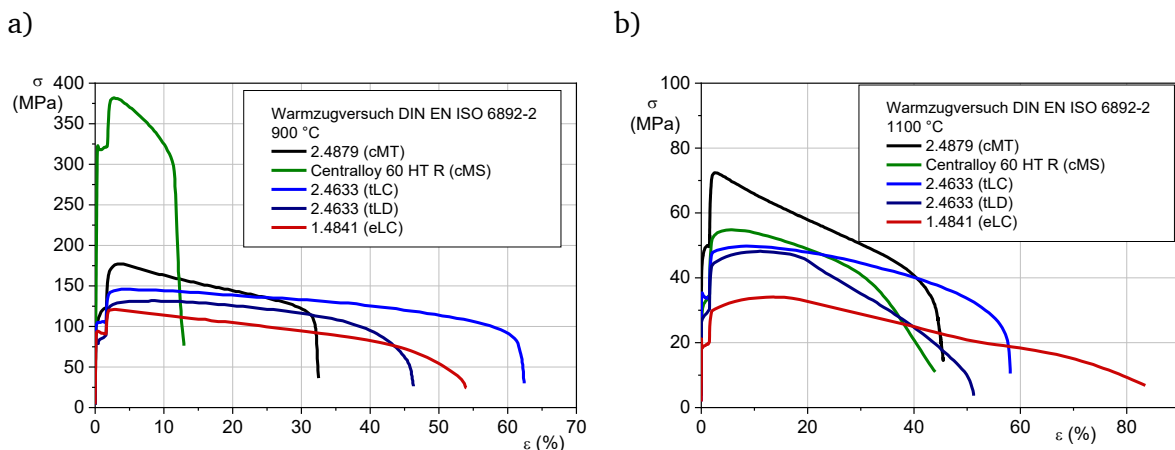 a)
b)
σ
(MPa)
400
350
300
250
200
150
100
50
0
0 10 20 30 40 50 60 70
ε (%)
Warmzugversuch DIN EN ISO 6892-2
900 °C
2.4879 (cMT)
Centralloy 60 HT R (cMS)
2.4633 (tLC)
2.4633 (tLD)
1.4841 (eLC)
σ
(MPa)
100
80
60
40
20
0
0 20 40 60 80
ε (%)
Warmzugversuch DIN EN ISO 6892-2
1100 °C
2.4879 (cMT)
Centralloy 60 HT R (cMS)
2.4633 (tLC)
2.4633 (tLD)
1.4841 (eLC)